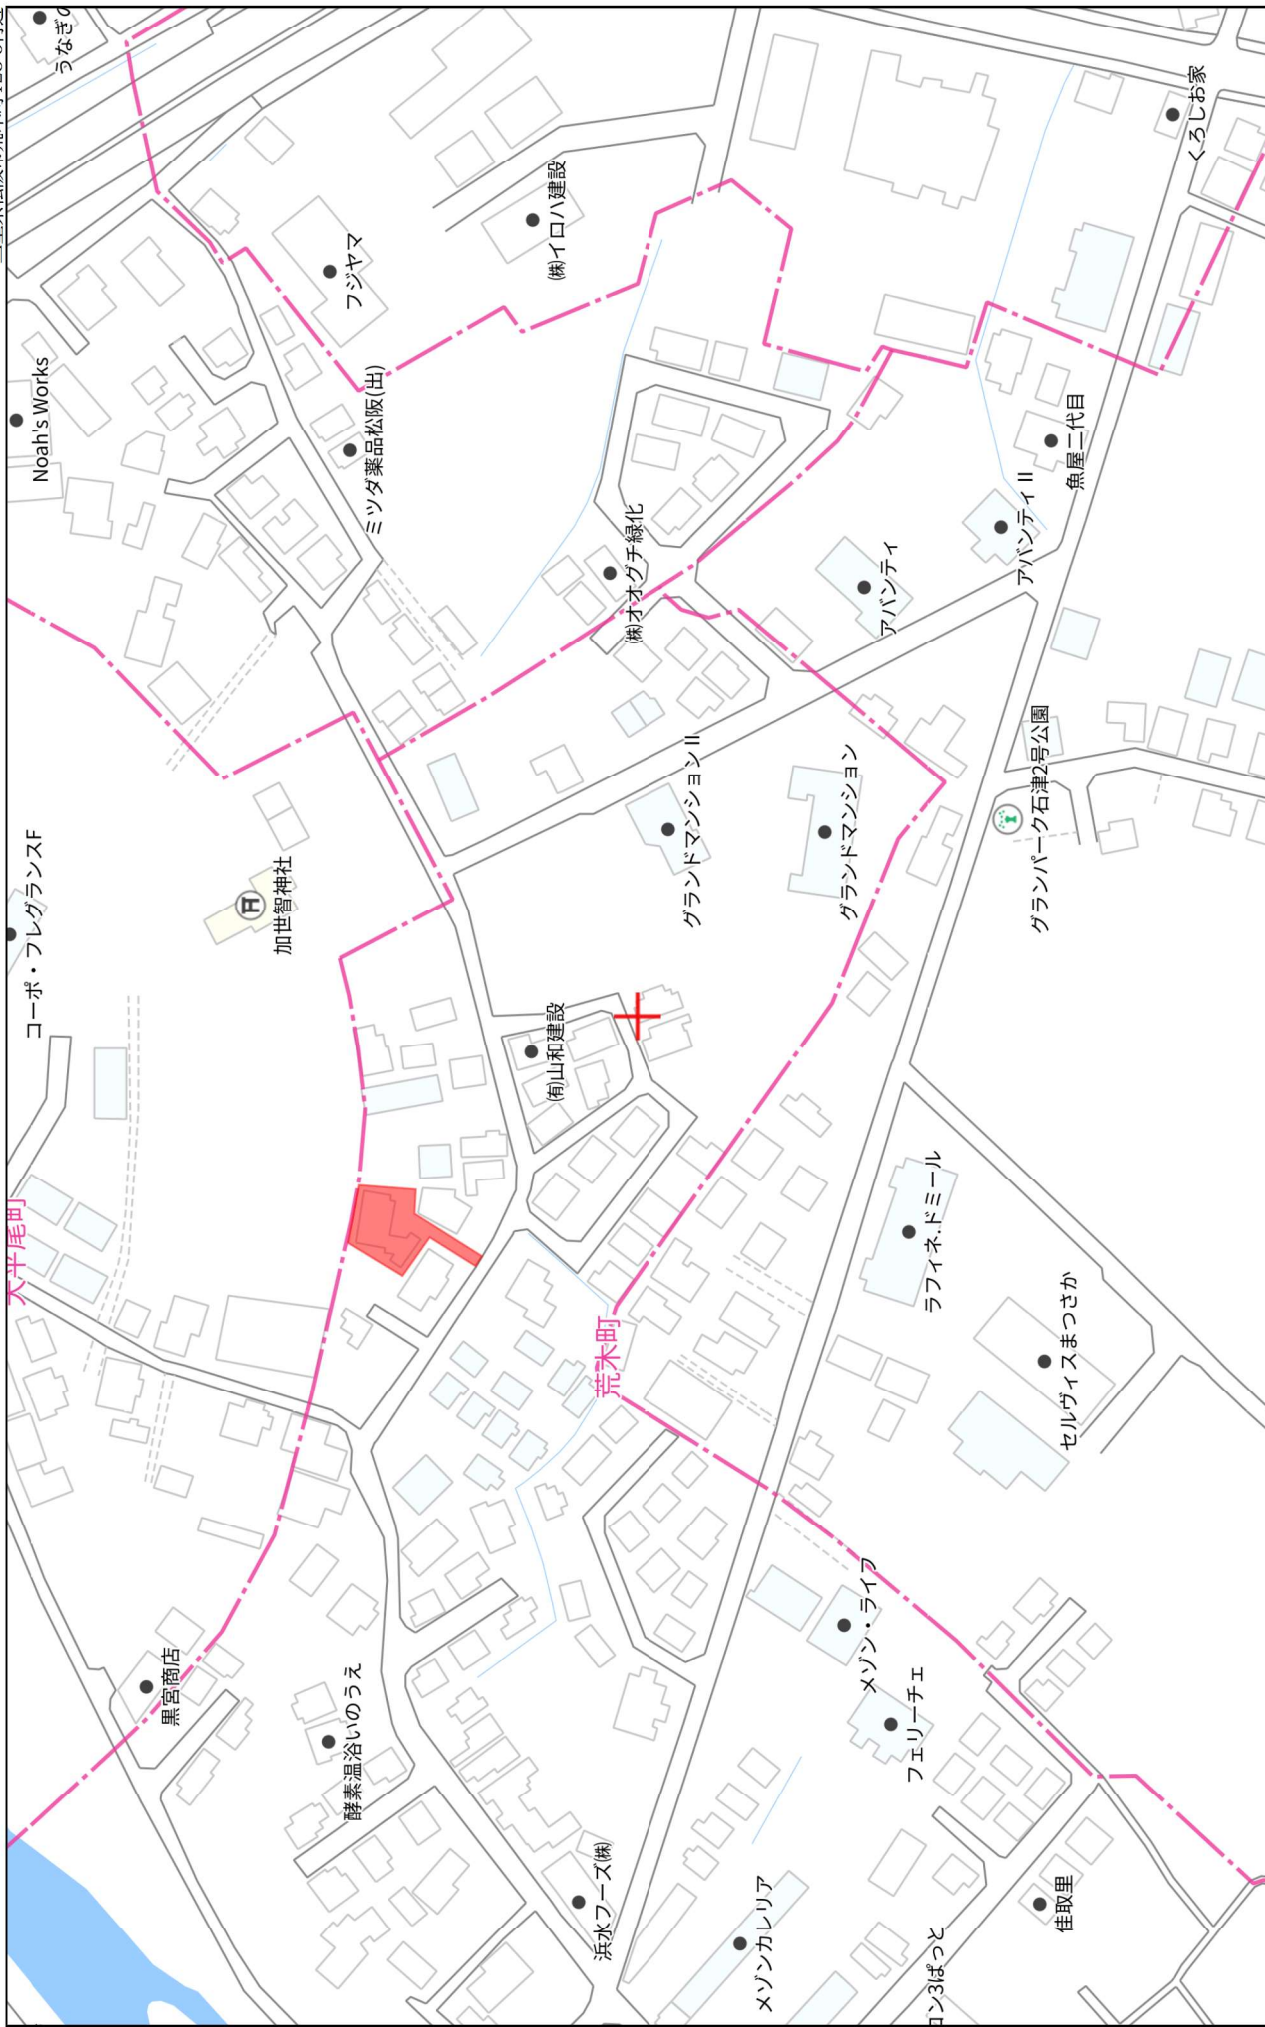 うなぎの
Noah's Works
フジヤマ
㈱イロハ建設
くろしお家
ミツダ薬品松阪(出)
㈱オオグチ緑化
魚屋二代目
アバンティⅡ
アバンティ
コーポ・フレグランスF
加世智神社
グランドマンションⅡ
グランドマンション
グランパーク石津2号公園
㈲山和建設
大平尾町
荒木町
ラフィネ.ドミール
セルヴィスまつさか
黒宮商店
酵素温浴いのうえ
メゾン・ライフ
フェリーチェ
浜水フーズ㈱
メゾンカレリア
ロン3ぱっと
佳取里